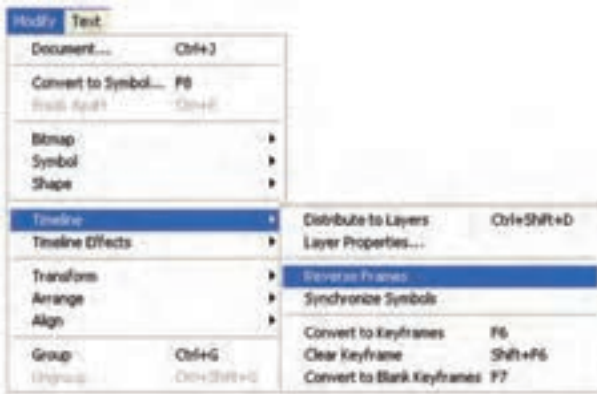 Modify Text
Document... Ctrl+J
Convert to Symbol... F8
Break Apart Ctrl+B
Bitmap
Symbol
Shape
Timeline
Timeline Effects
Transform
Arrange
Align
Group Ctrl+G
Ungroup Ctrl+Shift+G
Distribute to Layers Ctrl+Shift+D
Layer Properties...
Reverse Frames
Synchronize Symbols
Convert to Keyframes F6
Clear Keyframe Shift+F6
Convert to Blank Keyframes F7